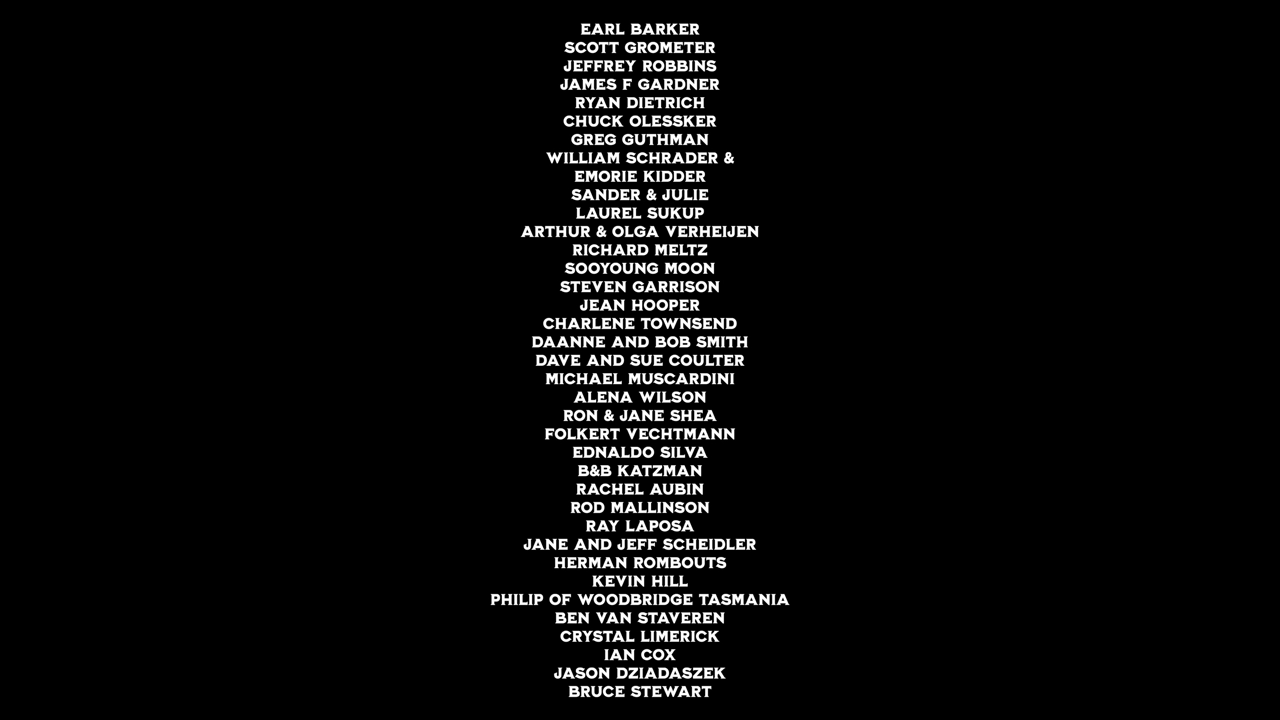 EARL BARKER
SCOTT GROMETER
JEFFREY ROBBINS
JAMES F GARDNER
RYAN DIETRICH
CHUCK OLESSKER
GREG GUTHMAN
WILLIAM SCHRADER &
EMORIE KIDDER
SANDER & JULIE
LAUREL SUKUP
ARTHUR & OLGA VERHEIJEN
RICHARD MELTZ
SOOYOUNG MOON
STEVEN GARRISON
JEAN HOOPER
CHARLENE TOWNSEND
DAANNE AND BOB SMITH
DAVE AND SUE COULTER
MICHAEL MUSCARDINI
ALENA WILSON
RON & JANE SHEA
FOLKERT VECHTMANN
EDNALDO SILVA
B&B KATZMAN
RACHEL AUBIN
ROD MALLINSON
RAY LAPOSA
JANE AND JEFF SCHEIDLER
HERMAN ROMBOUTS
KEVIN HILL
PHILIP OF WOODBRIDGE TASMANIA
BEN VAN STAVEREN
CRYSTAL LIMERICK
IAN COX
JASON DZIADASZEK
BRUCE STEWART